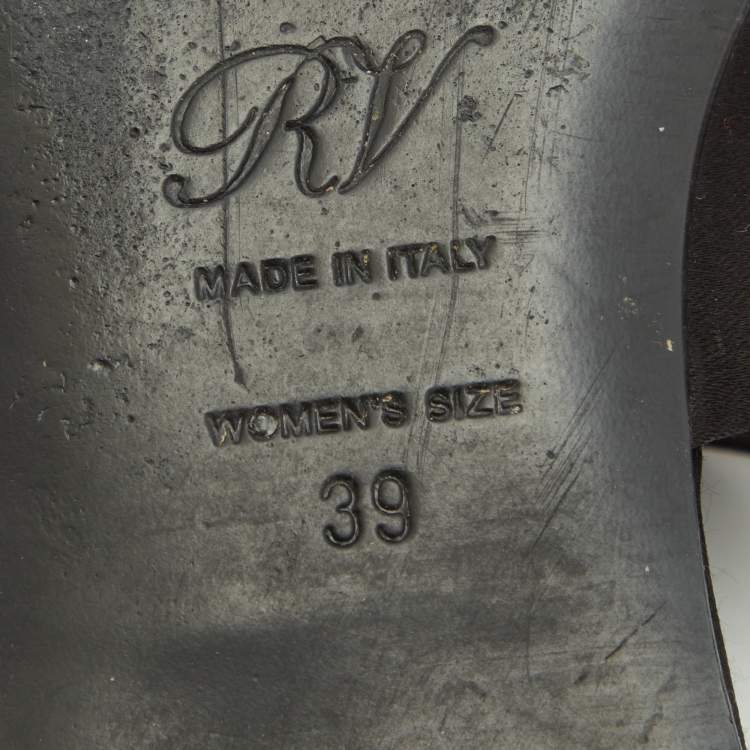 RV
MADE IN ITALY
WOMEN'S SIZE
39